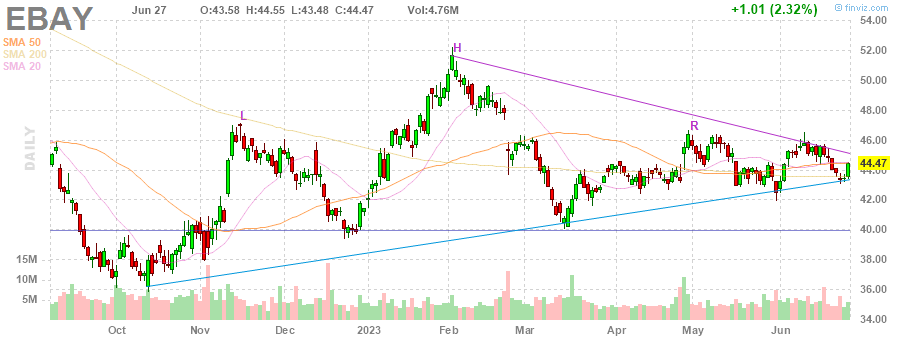 EBAY Jun 27 O:43.58 H:44.55 L:43.48 C:44.47 Vol:4.76M +1.01 (2.32%) © finviz.com
SMA 50
SMA 200
SMA 20
DAILY
L
H
R
54.00
52.00
50.00
48.00
46.00
44.47
44.00
42.00
40.00
38.00
36.00
34.00
15M
10M
5M
Oct Nov Dec 2023 Feb Mar Apr May Jun